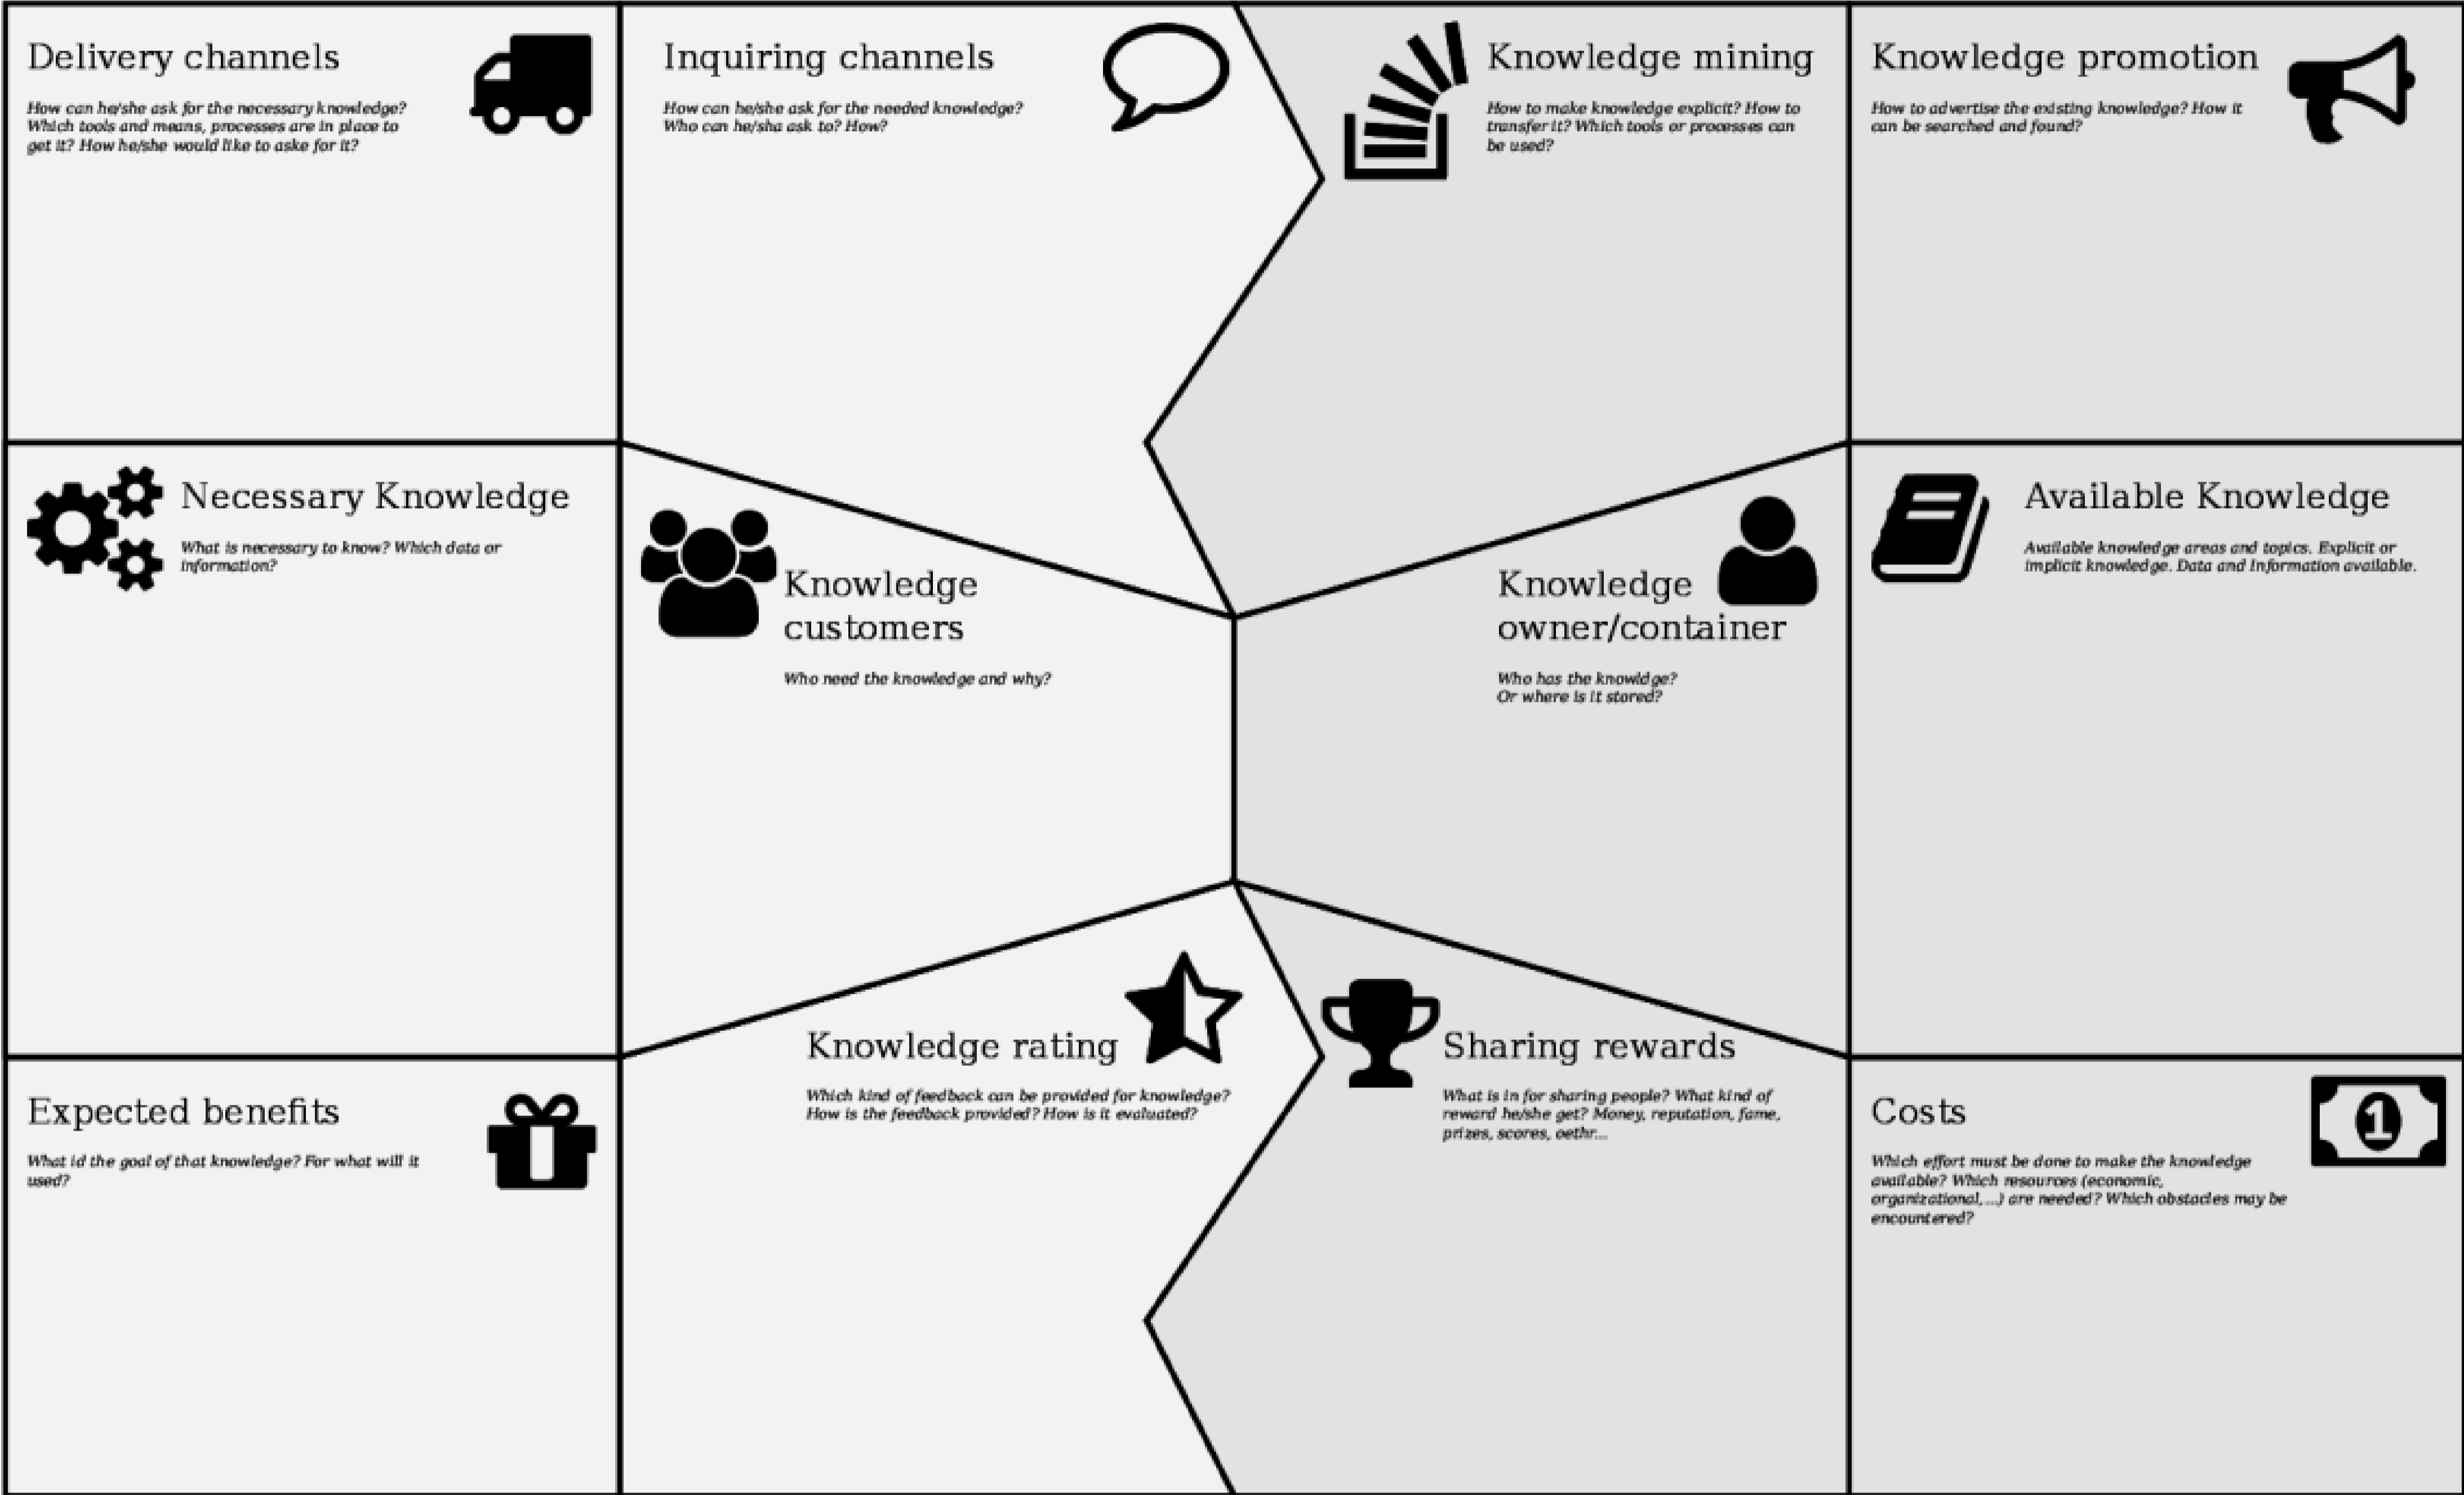 Delivery channels
How can he/she ask for the necessary knowledge?
Which tools and means, processes are in place to
get it? How he/she would like to aske for it?
Inquiring channels
How can he/she ask for the needed knowledge?
Who can he/sha ask to? How?
Knowledge mining
How to make knowledge explicit? How to
transfer it? Which tools or processes can
be used?
Knowledge promotion
How to advertise the existing knowledge? How it
can be searched and found?
Necessary Knowledge
What is necessary to know? Which data or
information?
Knowledge
customers
Who need the knowledge and why?
Knowledge
owner/container
Who has the knowldge?
Or where is it stored?
Available Knowledge
Available knowledge areas and topics. Explicit or
implicit knowledge. Data and Information available.
Expected benefits
What id the goal of that knowledge? For what will it
used?
Knowledge rating
Which kind of feedback can be provided for knowledge?
How is the feedback provided? How is it evaluated?
Sharing rewards
What is in for sharing people? What kind of
reward he/she get? Money, reputation, fame,
prizes, scores, oethr...
Costs
Which effort must be done to make the knowledge
available? Which resources (economic,
organizational,...) are needed? Which obstacles may be
encountered?
1